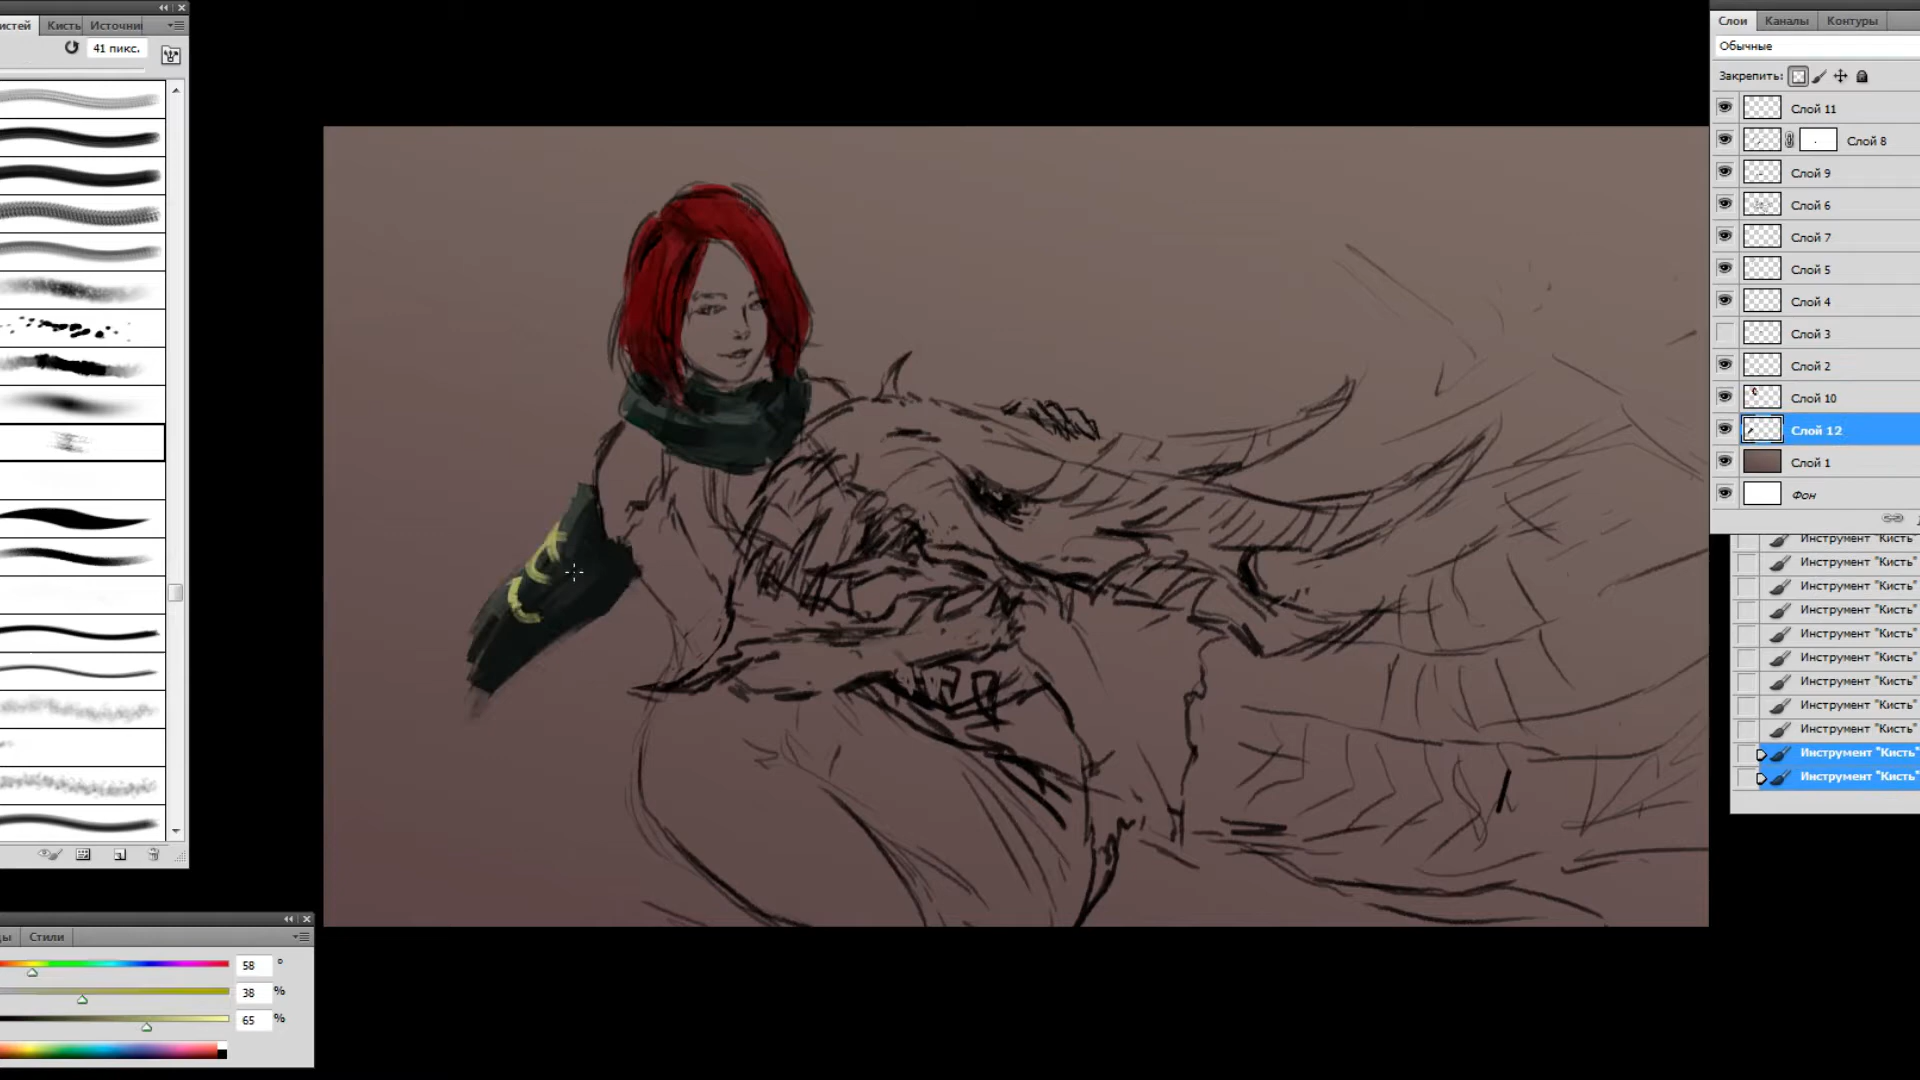 истей Кисть Источник
41 пикс.
Слои Каналы Контуры
Обычные
Закрепить:
Слой 11
Слой 8
Слой 9
Слой 6
Слой 7
Слой 5
Слой 4
Слой 3
Слой 2
Слой 10
Слой 12
Слой 1
Фон
Инструмент "Кисть"
Инструмент "Кисть"
Инструмент "Кисть"
Инструмент "Кисть"
Инструмент "Кисть"
Инструмент "Кисть"
Инструмент "Кисть"
Инструмент "Кисть"
Инструмент "Кисть"
Инструмент "Кисть"
Инструмент "Кисть"
ды Стили
58 °
38 %
65 %